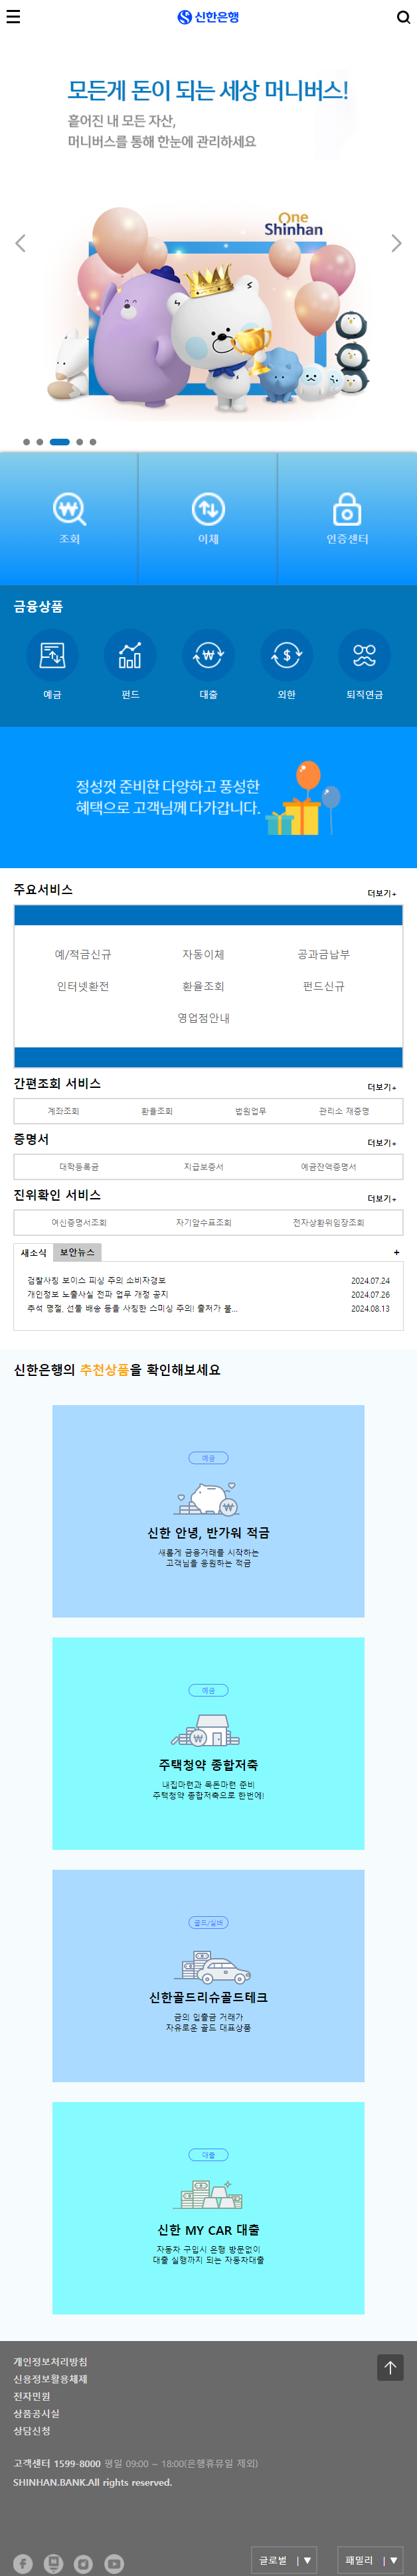 신한은행
모든게 돈이 되는 세상 머니버스!
흩어진 내 모든 자산,
머니버스를 통해 한눈에 관리하세요
One
Shinhan
조회
이체
인증센터
금융상품
예금
펀드
대출
외한
퇴직연금
정성껏 준비한 다양하고 풍성한
혜택으로 고객님께 다가갑니다.
주요서비스
더보기+
예/적금신규
자동이체
공과금납부
인터넷환전
환율조회
펀드신규
영업점안내
간편조회 서비스
더보기+
계좌조회
환율조회
법원업무
관리소 재증명
증명서
더보기+
대학등록금
지급보증서
예금잔액증명서
진위확인 서비스
더보기+
여신증명서조회
자기앞수표조회
전자상환위임장조회
새소식
보안뉴스
+
검찰사칭 보이스 피싱 주의 소비자경보
2024.07.24
개인정보 노출사실 전파 업무 개정 공지
2024.07.26
추석 명절, 선물 배송 등을 사칭한 스미싱 주의! 출처가 불...
2024.08.13
신한은행의 추천상품을 확인해보세요
예금
신한 안녕, 반가워 적금
새롭게 금융거래를 시작하는
고객님을 응원하는 적금
예금
주택청약 종합저축
내집마련과 목돈마련 준비
주택청약 종합저축으로 한번에!
골드/실버
신한골드리슈골드테크
금의 입출금 거래가
자유로운 골드 대표상품
대출
신한 MY CAR 대출
자동차 구입시 은행 방문없이
대출 실행까지 되는 자동차대출
개인정보처리방침
신용정보활용체제
전자민원
상품공시실
상담신청
고객센터 1599-8000 평일 09:00 ~ 18:00(은행휴유일 제외)
SHINHAN.BANK.All rights reserved.
글로벌 | ▼
패밀리 | ▼